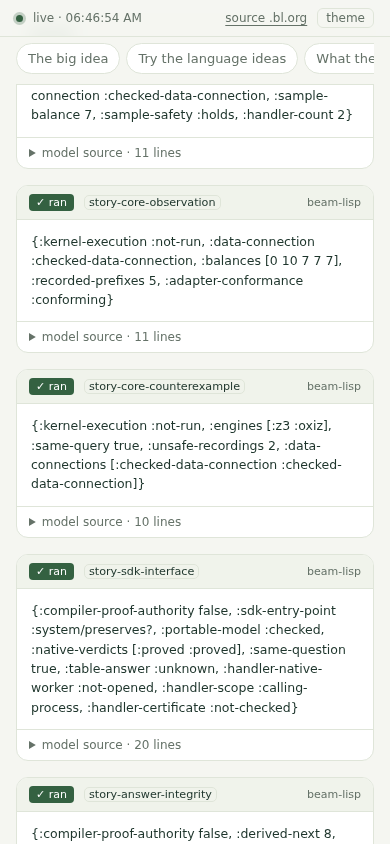 live · 06:46:54 AM
source .bl.org
theme
The big idea
Try the language ideas
What the
connection :checked-data-connection, :sample-
balance 7, :sample-safety :holds, :handler-count 2}
▶ model source · 11 lines
✓ ran story-core-observation beam-lisp
{:kernel-execution :not-run, :data-connection
:checked-data-connection, :balances [0 10 7 7 7],
:recorded-prefixes 5, :adapter-conformance
:conforming}
▶ model source · 11 lines
✓ ran story-core-counterexample beam-lisp
{:kernel-execution :not-run, :engines [:z3 :oxiz],
:same-query true, :unsafe-recordings 2, :data-
connections [:checked-data-connection :checked-
data-connection]}
▶ model source · 10 lines
✓ ran story-sdk-interface beam-lisp
{:compiler-proof-authority false, :sdk-entry-point
:system/preserves?, :portable-model :checked,
:native-verdicts [:proved :proved], :same-question
true, :table-answer :unknown, :handler-native-
worker :not-opened, :handler-scope :calling-
process, :handler-certificate :not-checked}
▶ model source · 20 lines
✓ ran story-answer-integrity beam-lisp
{:compiler-proof-authority false, :derived-next 8,